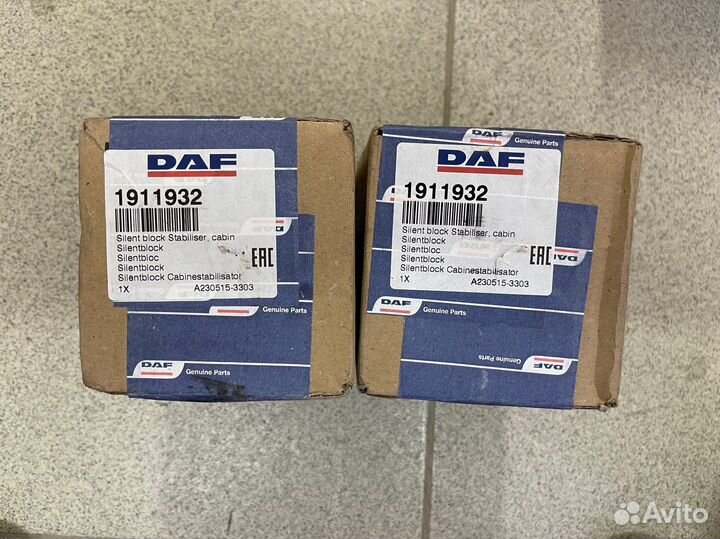 DAF
1911932
Silent block Stabiliser, cabin
Silentblock
Silentbloc
Silentblock
Silentblock Cabinestabilisator
1X A230515-3303
EAC
DAF
Genuine Parts
Genuine Parts
DAF
Genuine Parts
DAF
1911932
Silent block Stabiliser, cabin
Silentblock
Silentbloc
Silentblock
Silentblock Cabinestabilisator
1X A230515-3303
EAC
DAF
Genuine Parts
Genuine Parts
DAF
Avito